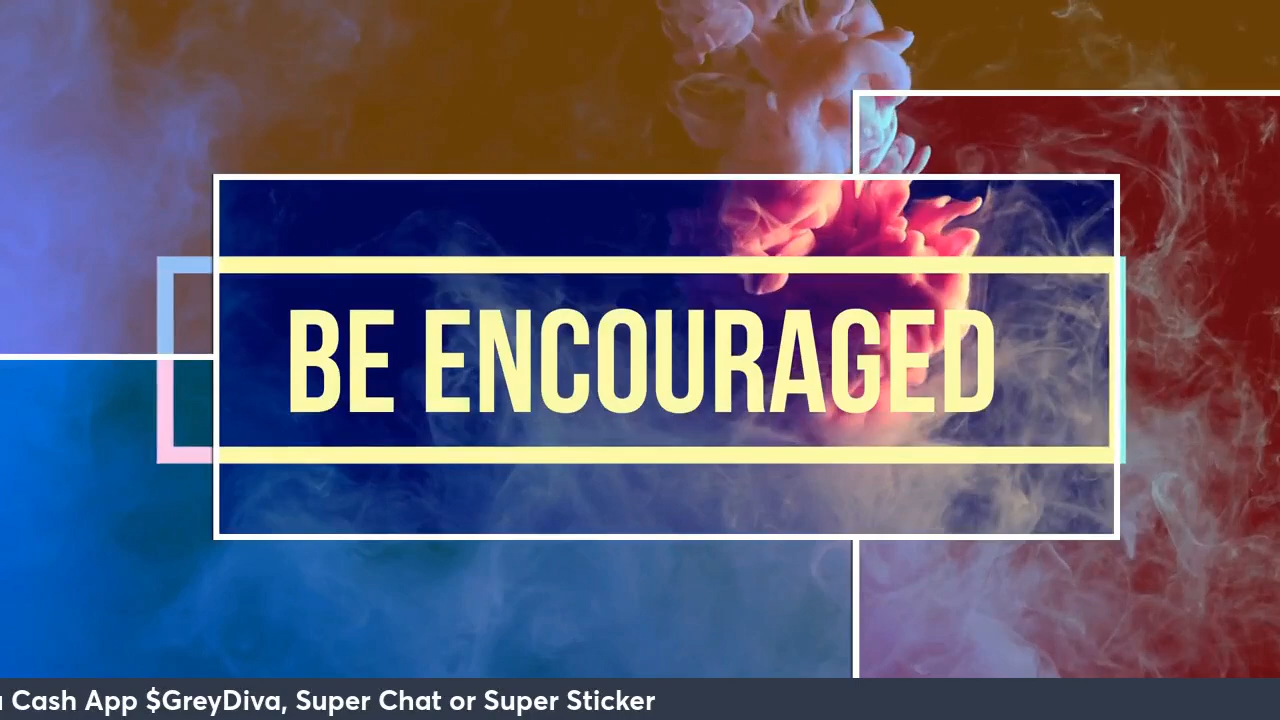 BE ENCOURAGED
Cash App $GreyDiva, Super Chat or Super Sticker